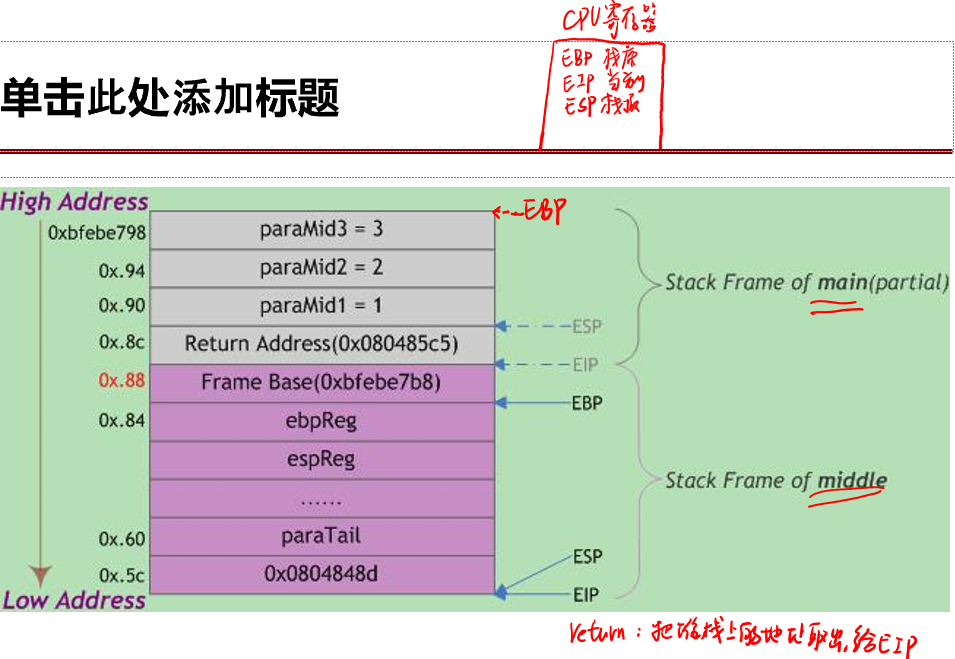 CPU寄存器
EBP 栈底
EIP 当前
ESP 栈顶
单击此处添加标题
High Address
EBP
0xbfebe798 paraMid3 = 3
0x.94 paraMid2 = 2
Stack Frame of main(partial)
0x.90 paraMid1 = 1
ESP
0x.8c Return Address(0x080485c5)
EIP
0x.88 Frame Base(0xbfebe7b8)
EBP
0x.84 ebpReg
espReg
Stack Frame of middle
......
0x.60 paraTail
ESP
0x.5c 0x0804848d
EIP
Low Address
return : 把 栈上的地址取出,给EIP